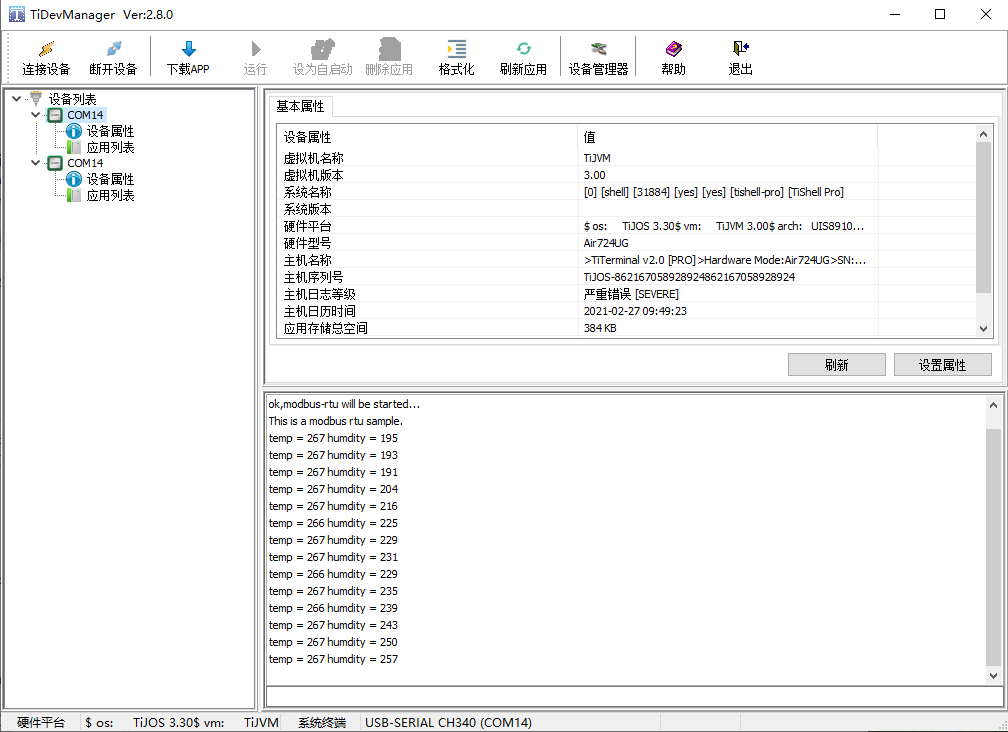 TiDevManager Ver:2.8.0
连接设备 断开设备 下载APP 运行 设为自启动 删除应用 格式化 刷新应用 设备管理器 帮助 退出
设备列表
COM14
设备属性
应用列表
COM14
设备属性
应用列表
基本属性
设备属性 值
虚拟机名称 TiJVM
虚拟机版本 3.00
系统名称 [0] [shell] [31884] [yes] [yes] [tishell-pro] [TiShell Pro]
系统版本
硬件平台 $ os: TiJOS 3.30$ vm: TiJVM 3.00$ arch: UIS8910...
硬件型号 Air724UG
主机名称 >TiTerminal v2.0 [PRO]>Hardware Mode:Air724UG>SN:...
主机序列号 TiJOS-862167058928924862167058928924
主机日志等级 严重错误 [SEVERE]
主机日历时间 2021-02-27 09:49:23
应用存储总空间 384 KB
刷新 设置属性
ok,modbus-rtu will be started...
This is a modbus rtu sample.
temp = 267 humdity = 195
temp = 267 humdity = 193
temp = 267 humdity = 191
temp = 267 humdity = 204
temp = 267 humdity = 216
temp = 266 humdity = 225
temp = 267 humdity = 229
temp = 267 humdity = 231
temp = 266 humdity = 229
temp = 267 humdity = 235
temp = 266 humdity = 239
temp = 267 humdity = 243
temp = 267 humdity = 250
temp = 267 humdity = 257
硬件平台 $ os: TiJOS 3.30$ vm: TiJVM 系统终端 USB-SERIAL CH340 (COM14)